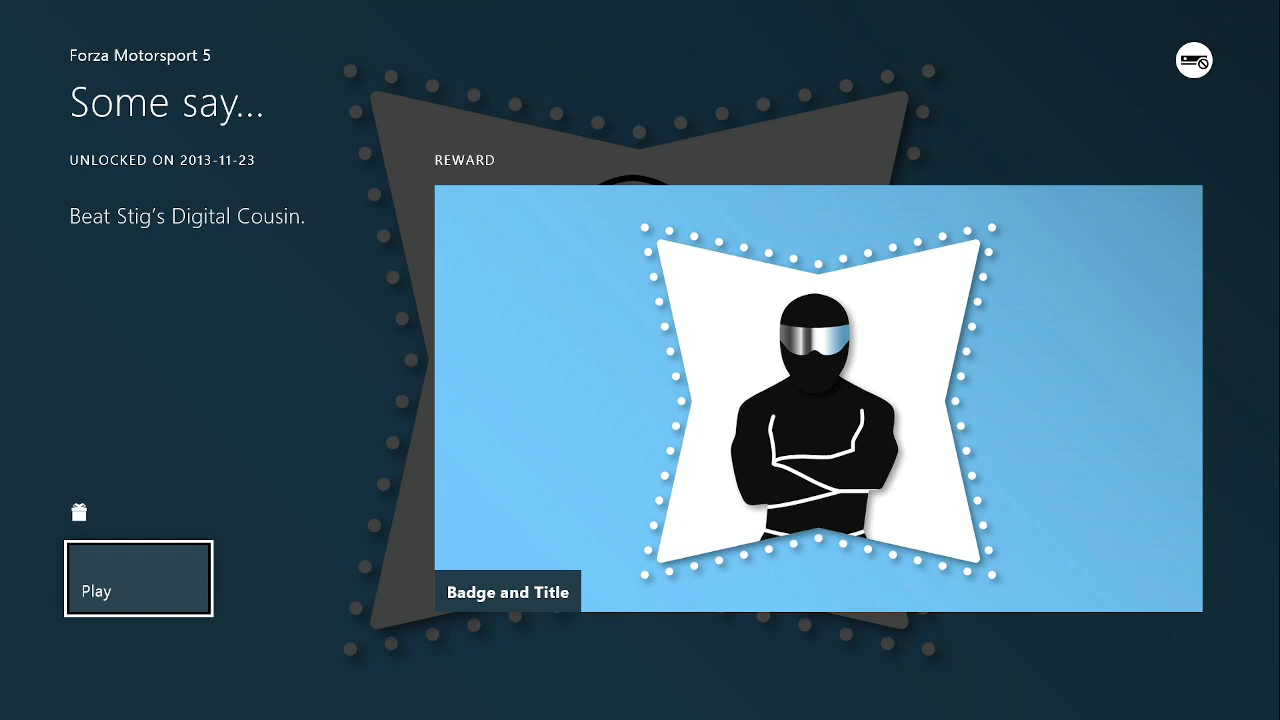 Forza Motorsport 5
Some say...
UNLOCKED ON 2013-11-23
Beat Stig’s Digital Cousin.
Play
REWARD
Badge and Title